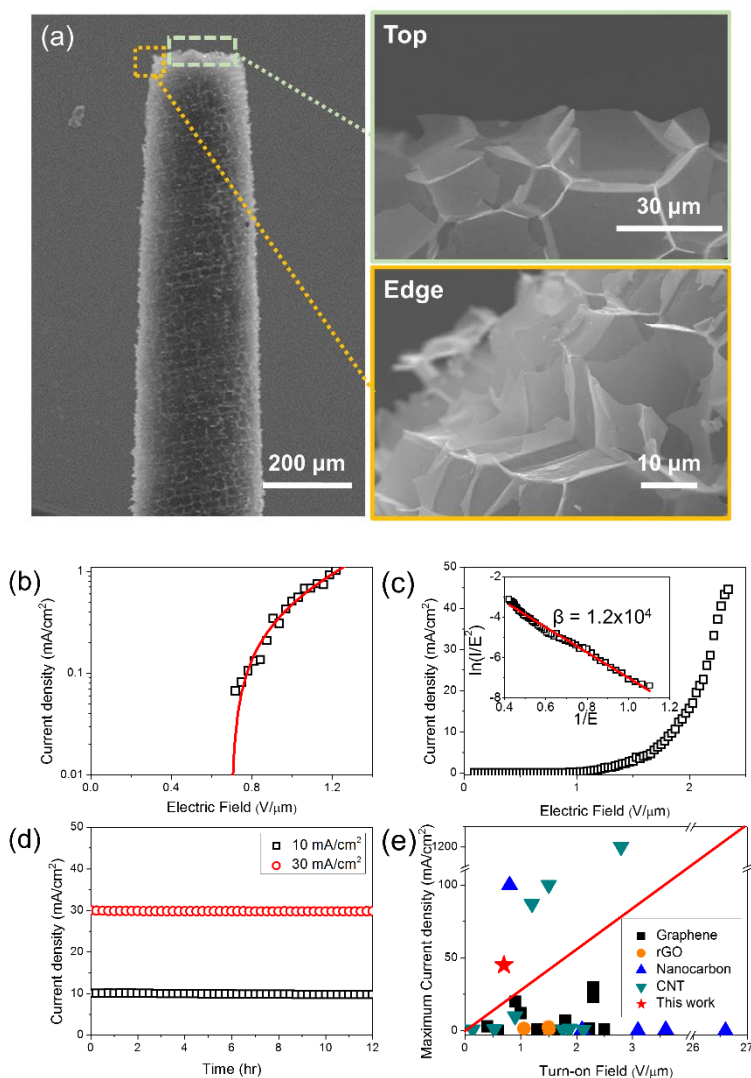 (a)
200 µm
Top
30 µm
Edge
10 µm
(b)
Current density (mA/cm²)
1
0.1
0.01
0.0 0.4 0.8 1.2
Electric Field (V/µm)
(c)
Current density (mA/cm²)
50
40
30
20
10
0
0 1 2
Electric Field (V/µm)
ln(I/E²)
-2
-4
-6
-8
0.4 0.6 0.8 1.0
1/E
β = 1.2x10⁴
(d)
Current density (mA/cm²)
50
40
30
20
10
0
0 2 4 6 8 10 12
Time (hr)
10 mA/cm²
30 mA/cm²
(e)
Maximum Current density (mA/cm²)
1200
100
50
0
0 1 2 3 26 27
Turn-on Field (V/µm)
Graphene
rGO
Nanocarbon
CNT
This work